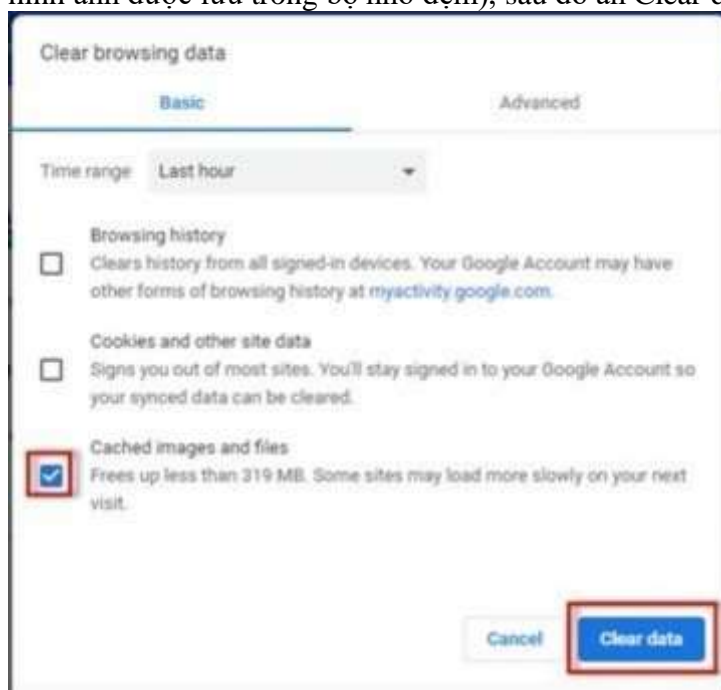 Clear browsing data
Basic Advanced
Time range Last hour
Browsing history
Clears history from all signed-in devices. Your Google Account may have
other forms of browsing history at myactivity.google.com.
Cookies and other site data
Signs you out of most sites. You'll stay signed in to your Google Account so
your synced data can be cleared.
Cached images and files
Frees up less than 319 MB. Some sites may load more slowly on your next
visit.
Cancel Clear data